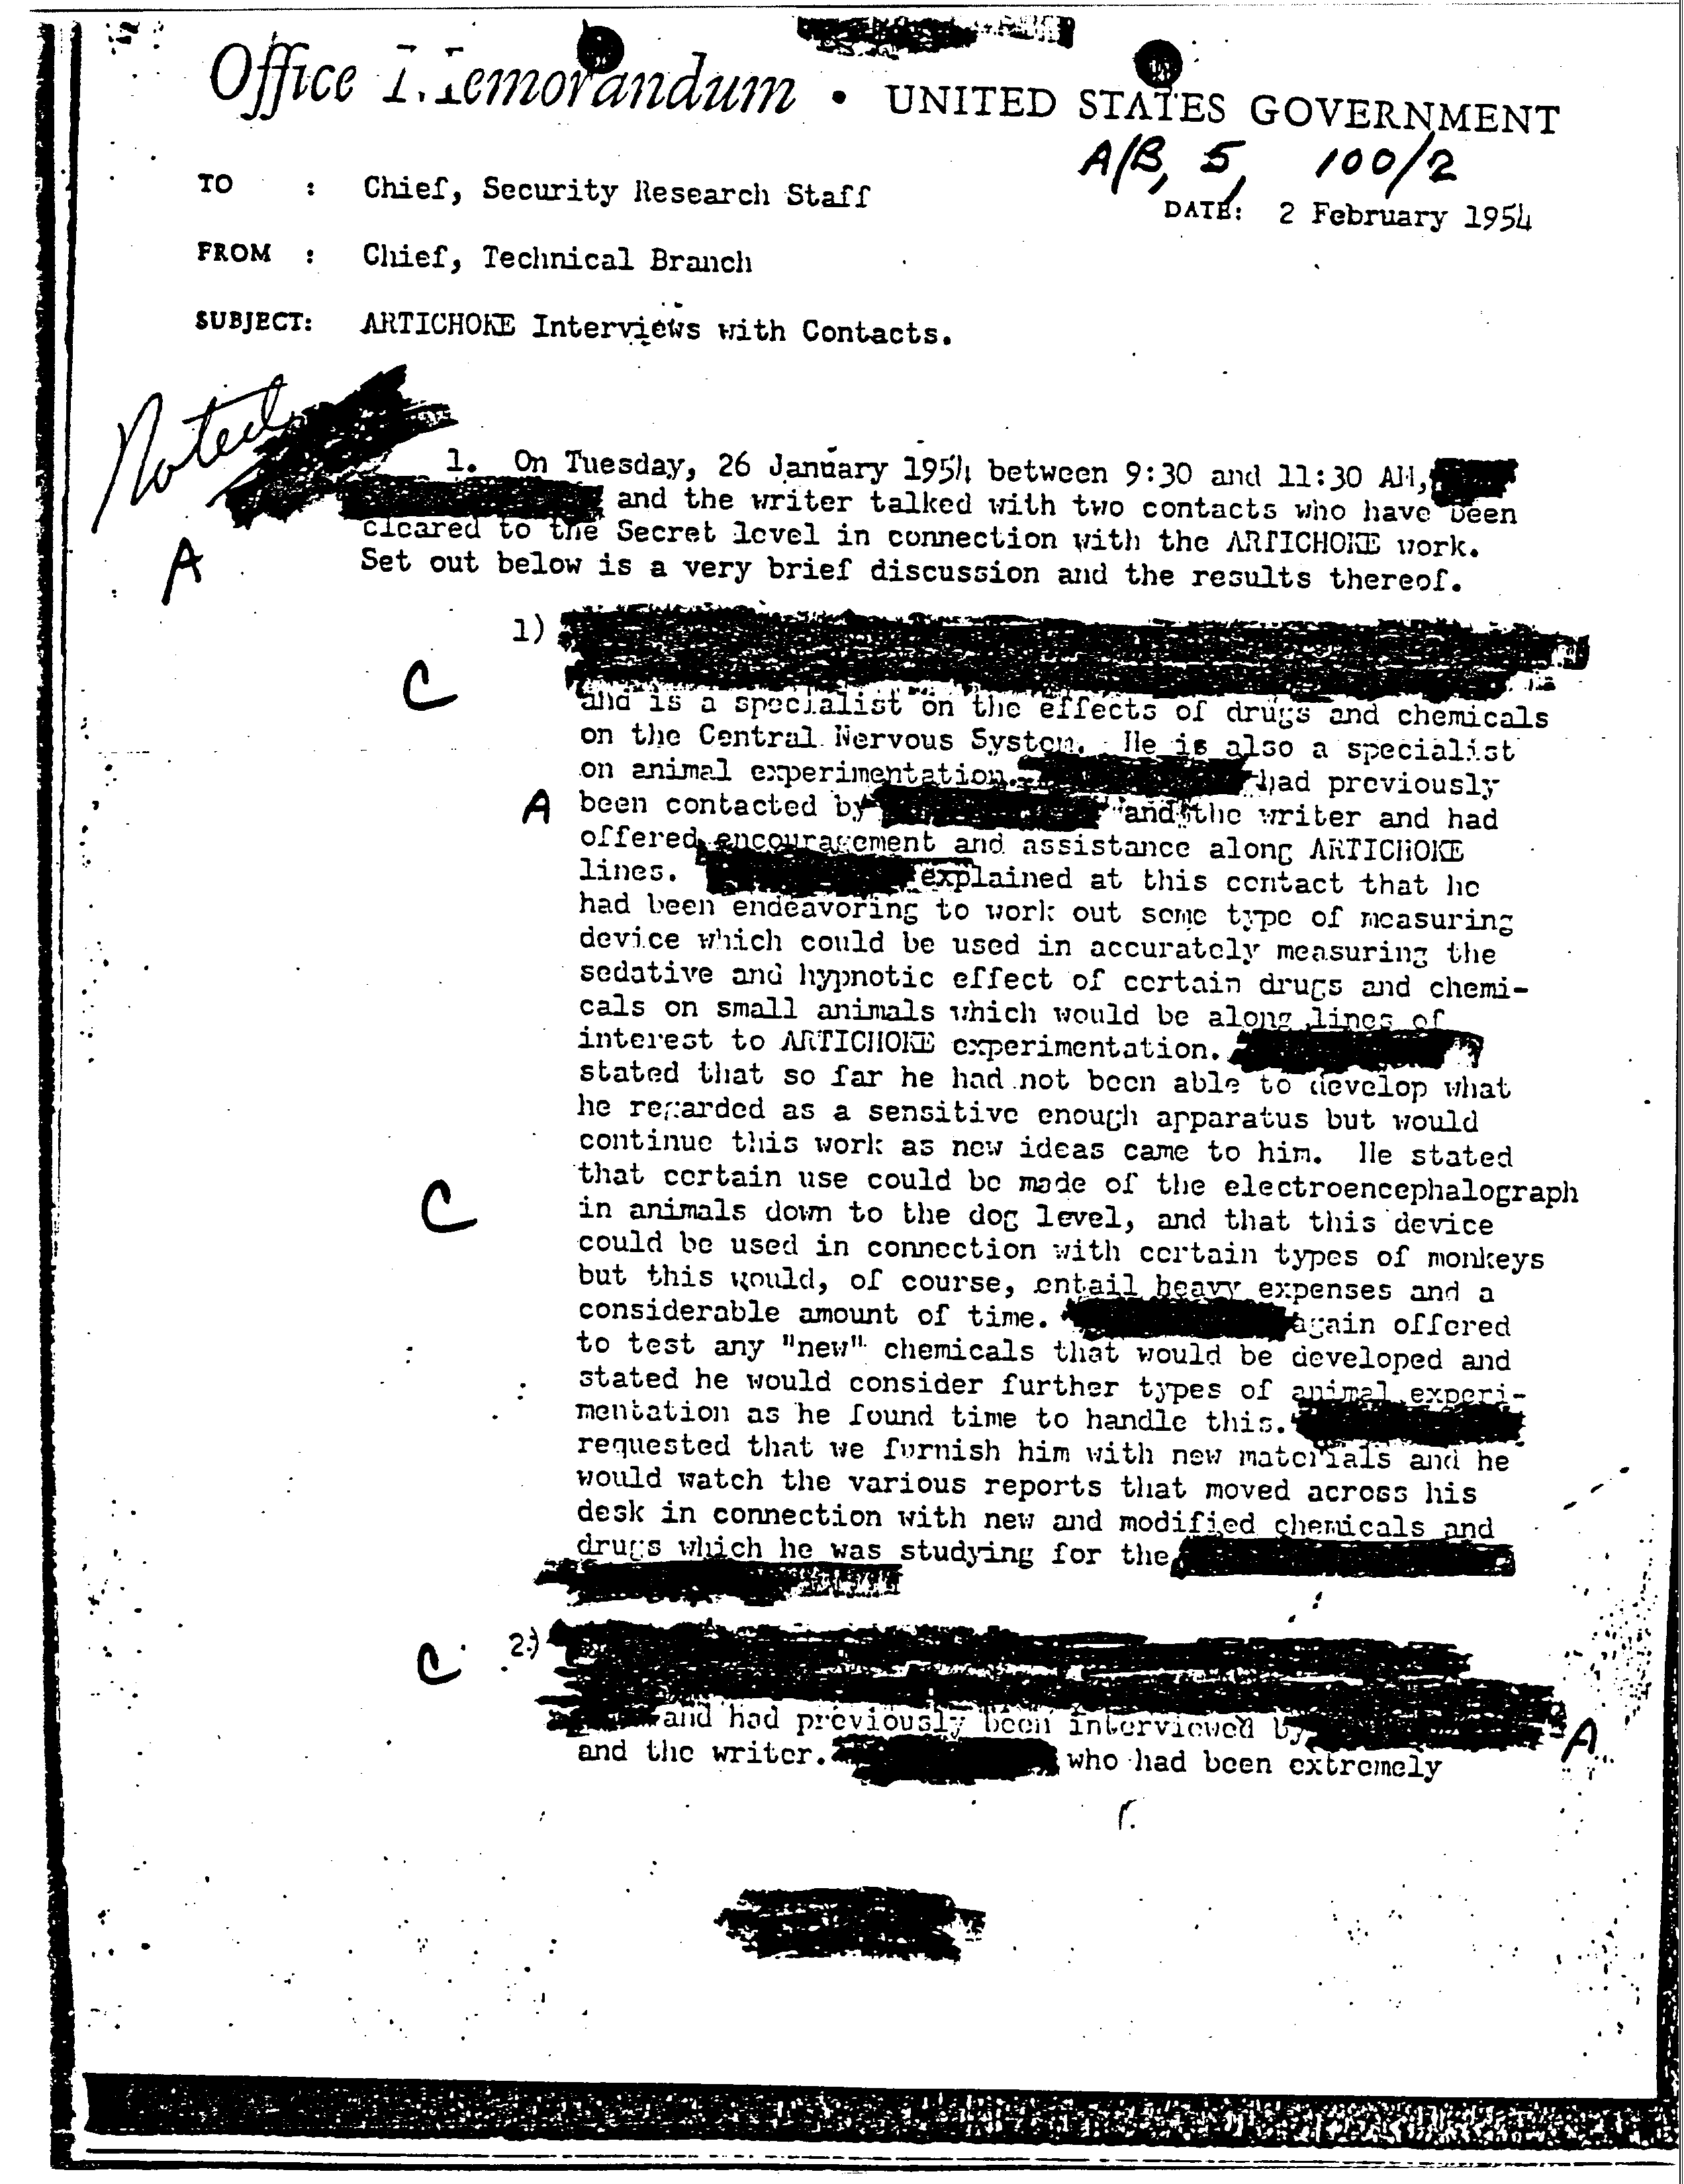 Office Memorandum • UNITED STATES GOVERNMENT
A/B, 5, 100/2
TO : Chief, Security Research Staff
DATE: 2 February 1954
FROM : Chief, Technical Branch
SUBJECT: ARTICHOKE Interviews with Contacts.
Noted
A
1. On Tuesday, 26 January 1954 between 9:30 and 11:30 AM,
and the writer talked with two contacts who have been
cleared to the Secret level in connection with the ARTICHOKE work.
Set out below is a very brief discussion and the results thereof.
1)
C
and is a specialist on the effects of drugs and chemicals
on the Central Nervous System. He is also a specialist
on animal experimentation. had previously
A been contacted by and the writer and had
offered encouragement and assistance along ARTICHOKE
lines. explained at this contact that he
had been endeavoring to work out some type of measuring
device which could be used in accurately measuring the
sedative and hypnotic effect of certain drugs and chemi-
cals on small animals which would be along lines of
interest to ARTICHOKE experimentation.
stated that so far he had not been able to develop what
he regarded as a sensitive enough apparatus but would
continue this work as new ideas came to him. He stated
that certain use could be made of the electroencephalograph
C in animals down to the dog level, and that this device
could be used in connection with certain types of monkeys
but this would, of course, entail heavy expenses and a
considerable amount of time. again offered
to test any "new" chemicals that would be developed and
stated he would consider further types of animal experi-
mentation as he found time to handle this.
requested that we furnish him with new materials and he
would watch the various reports that moved across his
desk in connection with new and modified chemicals and
drugs which he was studying for the
C 2)
and had previously been interviewed by A
and the writer. who had been extremely